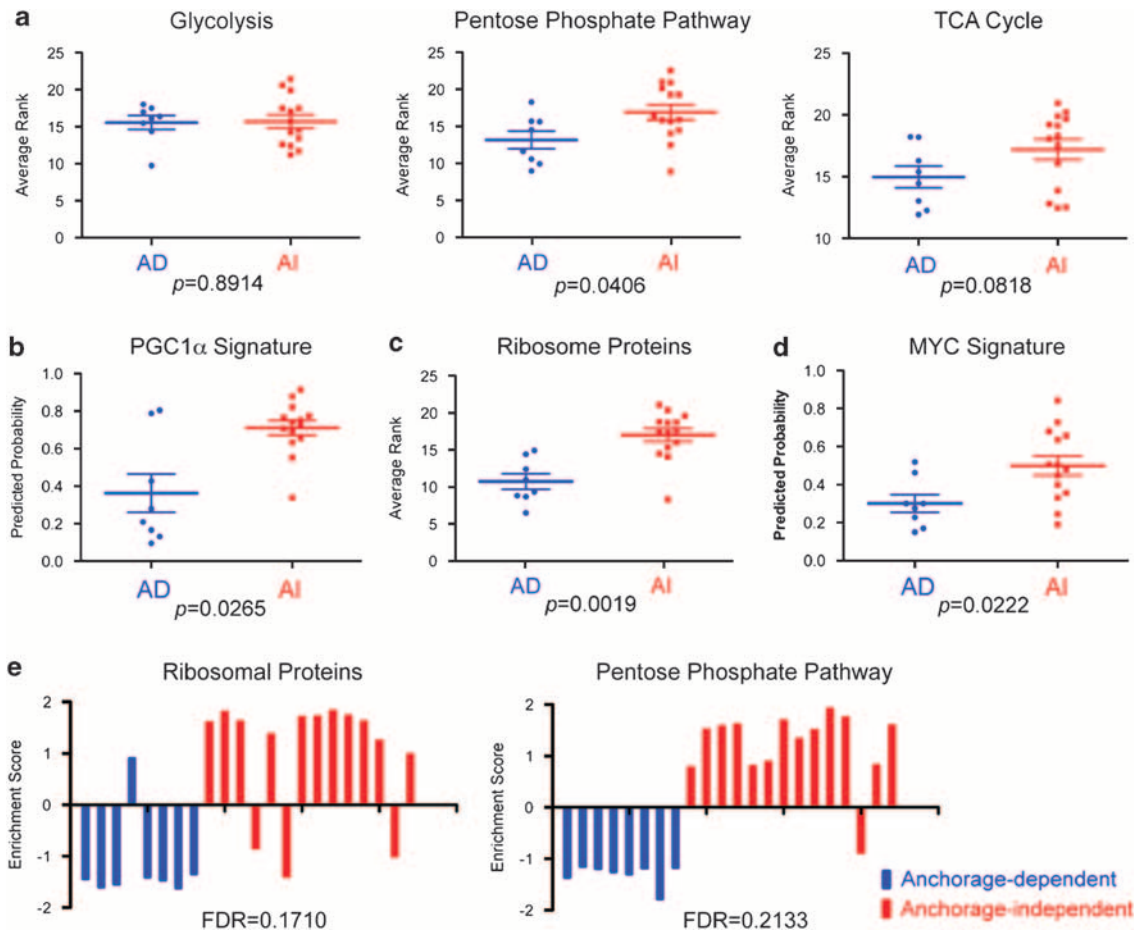 a
Glycolysis
Pentose Phosphate Pathway
TCA Cycle
Average Rank
25
20
15
10
5
0
AD
AI
p=0.8914
Average Rank
25
20
15
10
5
0
AD
AI
p=0.0406
Average Rank
25
20
15
10
AD
AI
p=0.0818
b
PGC1α Signature
Predicted Probability
1.0
0.8
0.6
0.4
0.2
0.0
AD
AI
p=0.0265
c
Ribosome Proteins
Average Rank
25
20
15
10
5
0
AD
AI
p=0.0019
d
MYC Signature
Predicted Probability
1.0
0.8
0.6
0.4
0.2
0.0
AD
AI
p=0.0222
e
Ribosomal Proteins
Enrichment Score
2
1
0
-1
-2
FDR=0.1710
Pentose Phosphate Pathway
Enrichment Score
2
1
0
-1
-2
FDR=0.2133
Anchorage-dependent
Anchorage-independent